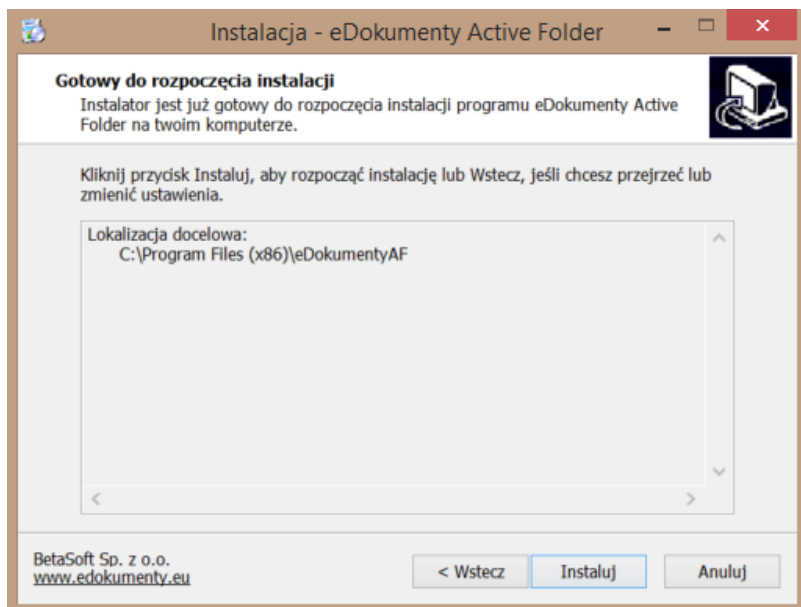 Instalacja - eDokumenty Active Folder
Gotowy do rozpoczęcia instalacji
Instalator jest już gotowy do rozpoczęcia instalacji programu eDokumenty Active
Folder na twoim komputerze.
Kliknij przycisk Instaluj, aby rozpocząć instalację lub Wstecz, jeśli chcesz przejrzeć lub
zmienić ustawienia.
Lokalizacja docelowa:
C:\Program Files (x86)\eDokumentyAF
BetaSoft Sp. z o.o.
www.edokumenty.eu
< Wstecz
Instaluj
Anuluj